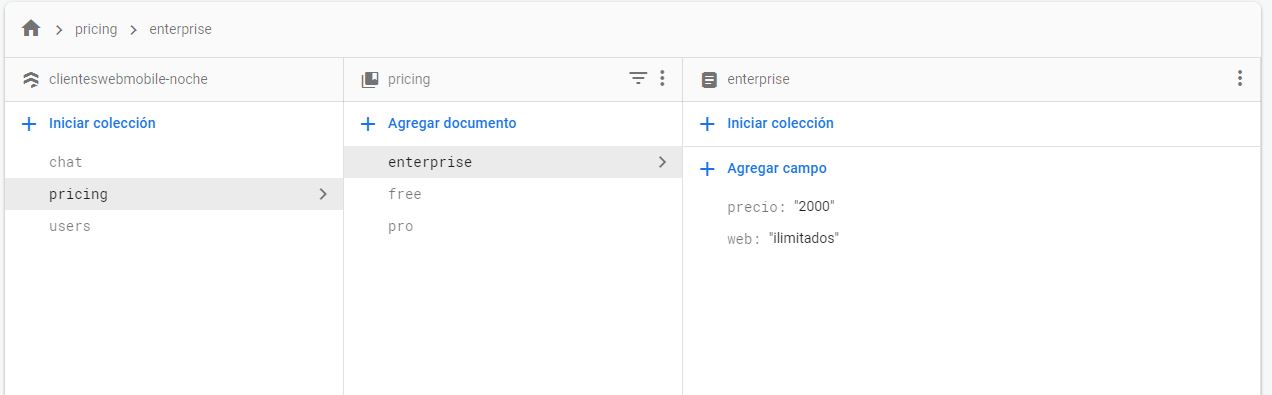 pricing enterprise
clienteswebmobile-noche
Iniciar colección
chat
pricing
users
pricing
Agregar documento
enterprise
free
pro
enterprise
Iniciar colección
Agregar campo
precio: "2000"
web: "ilimitados"